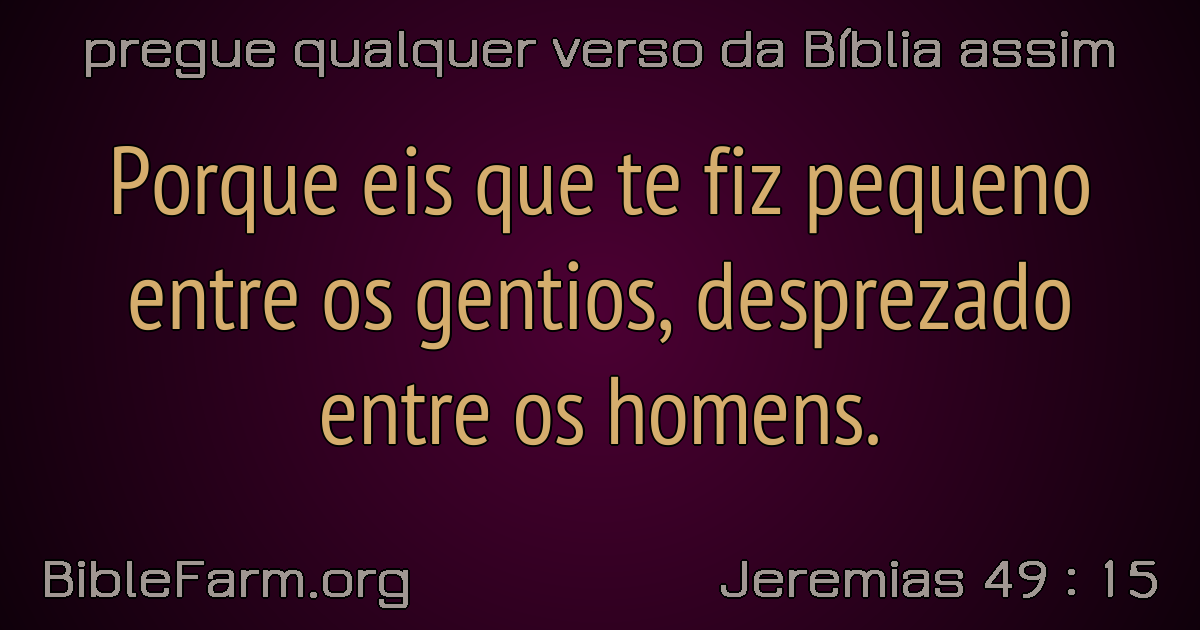 pregue qualquer verso da Bíblia assim
Porque eis que te fiz pequeno
entre os gentios, desprezado
entre os homens.
BibleFarm.org
Jeremias 49 : 15